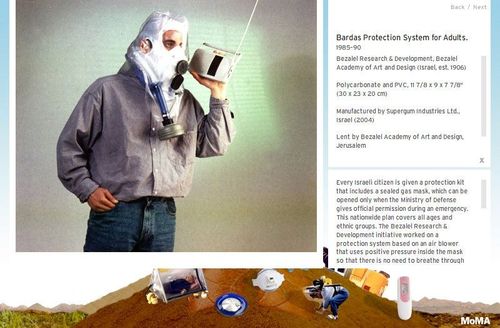 Back / Next
Bardas Protection System for Adults.
1985-90
Bezalel Research & Development, Bezalel
Academy of Art and Design (Israel, est. 1906)
Polycarbonate and PVC, 11 7/8 x 9 x 7 7/8"
(30 x 23 x 20 cm)
Manufactured by Supergum Industries Ltd.,
Israel (2004)
Lent by Bezalel Academy of Art and Design,
Jerusalem
X
Every Israeli citizen is given a protection kit
that includes a sealed gas mask, which can be
opened only when the Ministry of Defense
gives official permission during an emergency.
This nationwide plan covers all ages and
ethnic groups. The Bezalel Research &
Development initiative worked on a
protection system based on an air blower
that uses positive pressure inside the mask
so that there is no need to breathe through
MoMA